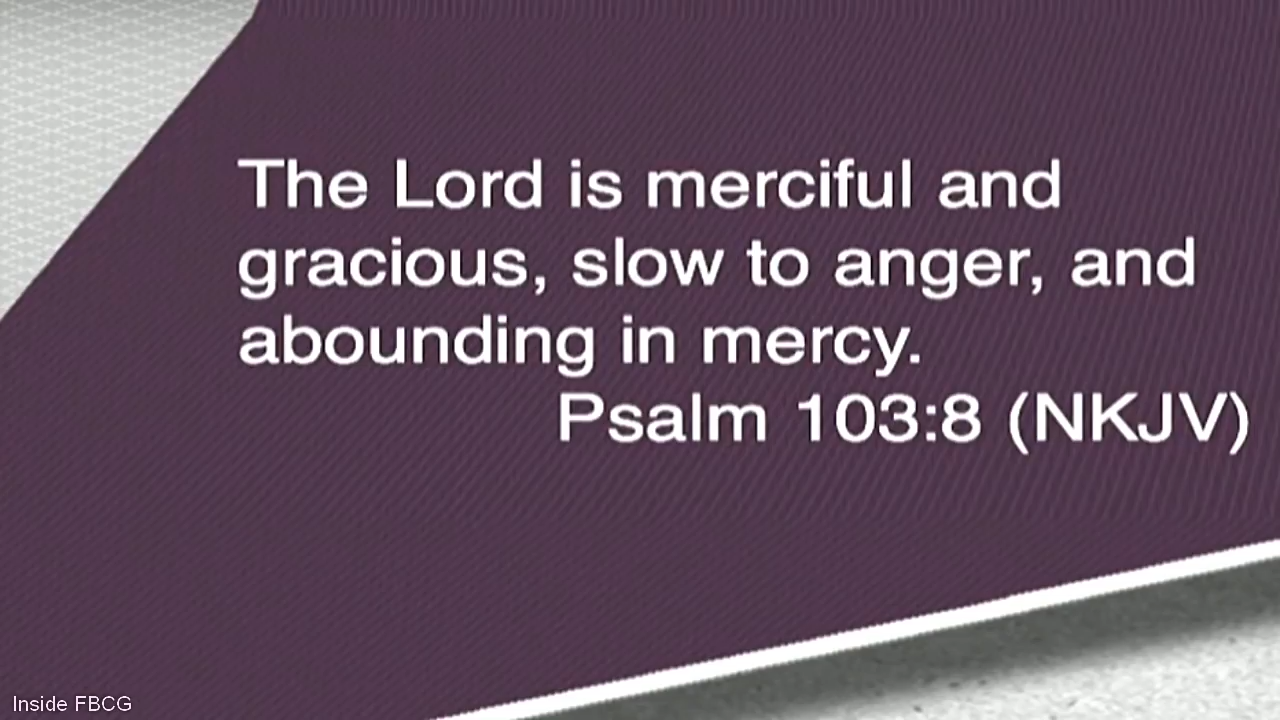 The Lord is merciful and
gracious, slow to anger, and
abounding in mercy.
Psalm 103:8 (NKJV)
Inside FBCG